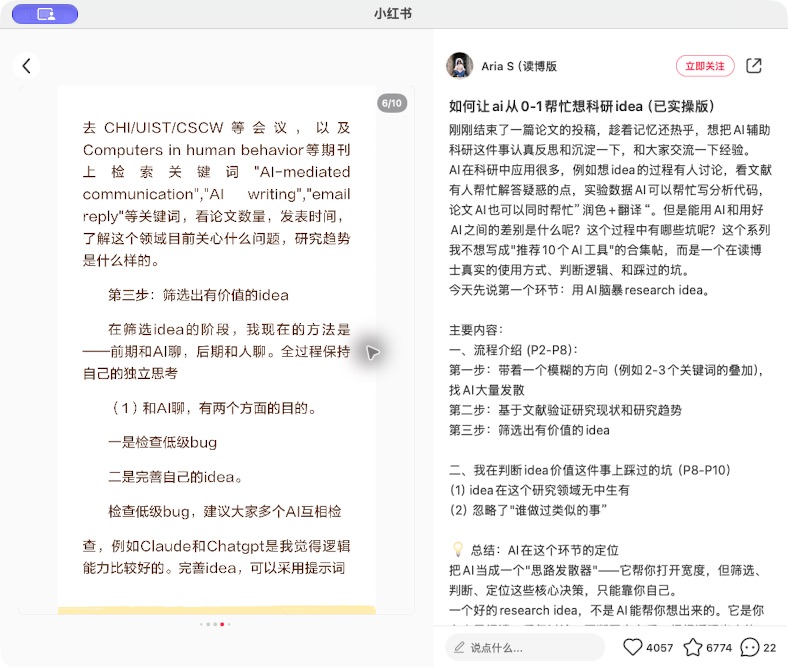 小红书
6/10
去 CHI/UIST/CSCW 等会议，以及
Computers in human behavior等期刊
上检索关键词"AI-mediated
communication","AI writing","email
reply"等关键词，看论文数量，发表时间，
了解这个领域目前关心什么问题，研究趋势
是什么样的。
第三步：筛选出有价值的idea
在筛选idea的阶段，我现在的方法是
——前期和AI聊，后期和人聊。全过程保持
自己的独立思考
（1）和AI聊，有两个方面的目的。
一是检查低级bug
二是完善自己的idea。
检查低级bug，建议大家多个AI互相检
查，例如Claude和Chatgpt是我觉得逻辑
能力比较好的。完善idea，可以采用提示词
Aria S (读博版
立即关注
如何让ai从0-1帮忙想科研idea (已实操版)
刚刚结束了一篇论文的投稿，趁着记忆还热乎，想把AI辅助
科研这件事认真反思和沉淀一下，和大家交流一下经验。
AI在科研中应用很多，例如想idea的过程有人讨论，看文献
有人帮忙解答疑惑的点，实验数据AI可以帮忙写分析代码，
论文AI也可以同时帮忙”润色+翻译“。但是能用AI和用好
AI之间的差别是什么呢？这个过程中有哪些坑呢？这个系列
我不想写成"推荐10个AI工具"的合集帖，而是一个在读博
士真实的使用方式、判断逻辑、和踩过的坑。
今天先说第一个环节：用AI脑暴research idea。
主要内容：
一、流程介绍 (P2-P8)：
第一步：带着一个模糊的方向 (例如2-3个关键词的叠加)，
找AI大量发散
第二步：基于文献验证研究现状和研究趋势
第三步：筛选出有价值的idea
二、我在判断idea价值这件事上踩过的坑 (P8-P10)
(1) idea在这个研究领域无中生有
(2) 忽略了"谁做过类似的事”
💡 总结：AI在这个环节的定位
把AI当成一个"思路发散器"——它帮你打开宽度，但筛选、
判断、定位这些核心决策，只能靠你自己。
一个好的research idea，不是AI能帮你想出来的。它是你
说点什么...
4057
6774
22